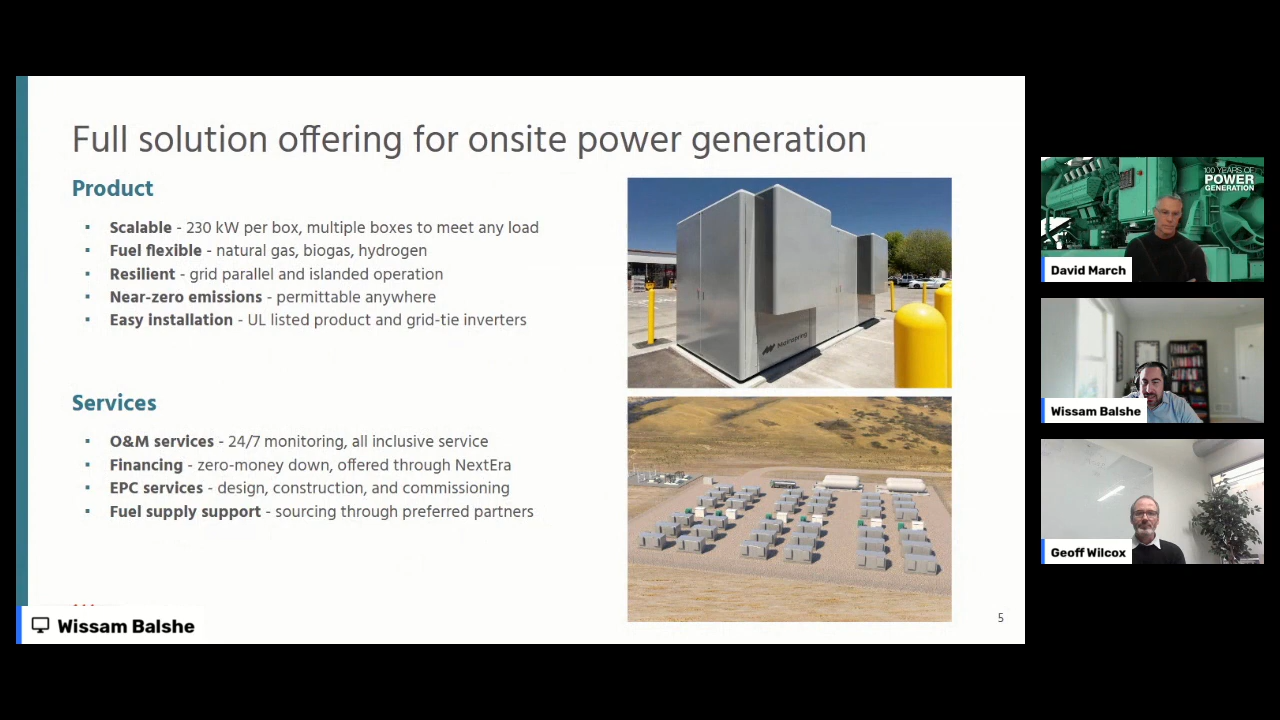 Full solution offering for onsite power generation
Product
▪ Scalable - 230 kW per box, multiple boxes to meet any load
▪ Fuel flexible - natural gas, biogas, hydrogen
▪ Resilient - grid parallel and islanded operation
▪ Near-zero emissions - permittable anywhere
▪ Easy installation - UL listed product and grid-tie inverters
Services
▪ O&M services - 24/7 monitoring, all inclusive service
▪ Financing - zero-money down, offered through NextEra
▪ EPC services - design, construction, and commissioning
▪ Fuel supply support - sourcing through preferred partners
Mainspring
5
Wissam Balshe
100 YEARS OF
POWER
GENERATION
David March
Wissam Balshe
Geoff Wilcox